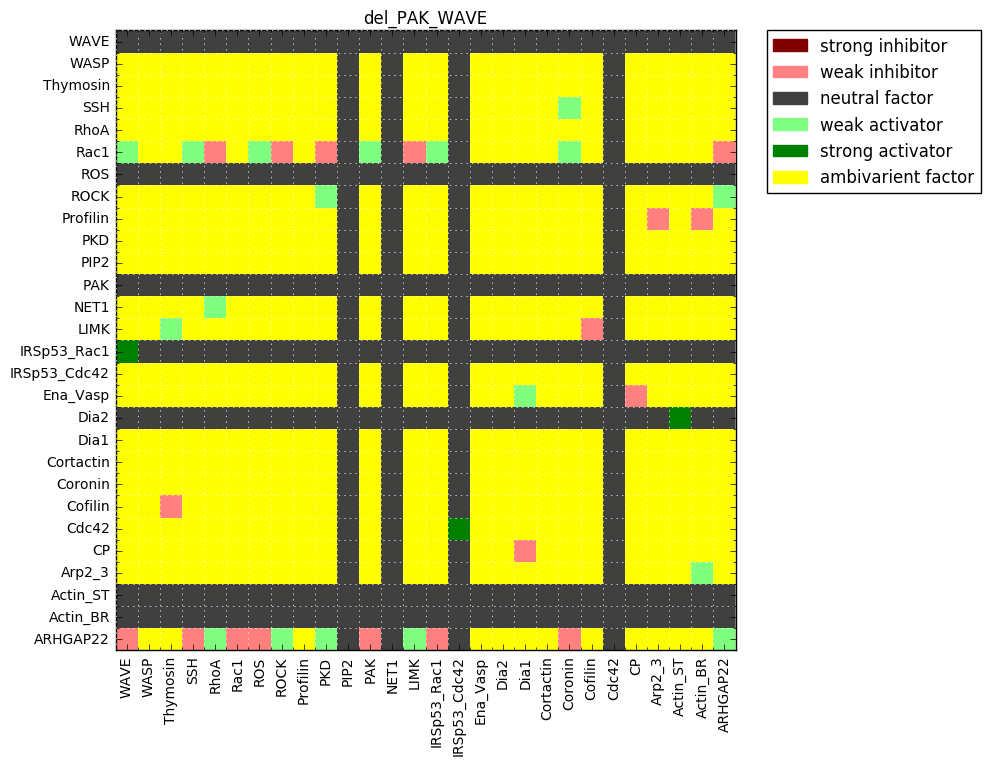 del_PAK_WAVE
strong inhibitor
weak inhibitor
neutral factor
weak activator
strong activator
ambivarient factor
WAVE
WASP
Thymosin
SSH
RhoA
Rac1
ROS
ROCK
Profilin
PKD
PIP2
PAK
NET1
LIMK
IRSp53_Rac1
IRSp53_Cdc42
Ena_Vasp
Dia2
Dia1
Cortactin
Coronin
Cofilin
Cdc42
CP
Arp2_3
Actin_ST
Actin_BR
ARHGAP22
WAVE
WASP
Thymosin
SSH
RhoA
Rac1
ROS
ROCK
Profilin
PKD
PIP2
PAK
NET1
LIMK
IRSp53_Rac1
IRSp53_Cdc42
Ena_Vasp
Dia2
Dia1
Cortactin
Coronin
Cofilin
Cdc42
CP
Arp2_3
Actin_ST
Actin_BR
ARHGAP22